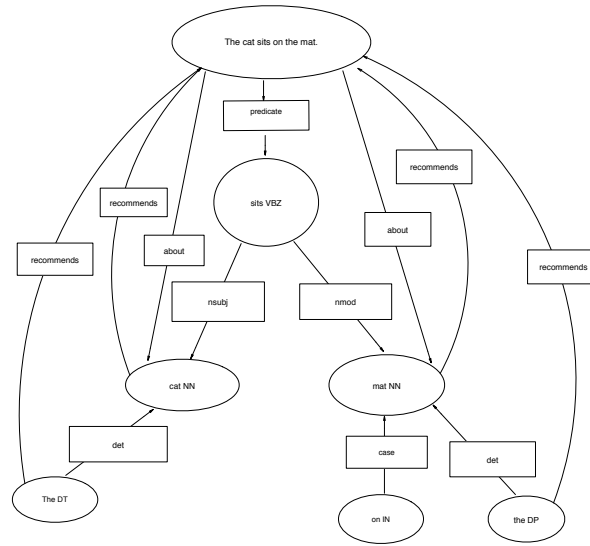 The cat sits on the mat.
predicate
recommends
sits VBZ
recommends
about
about
recommends
recommends
nsubj
nmod
cat NN
mat NN
det
case
det
The DT
on IN
the DP